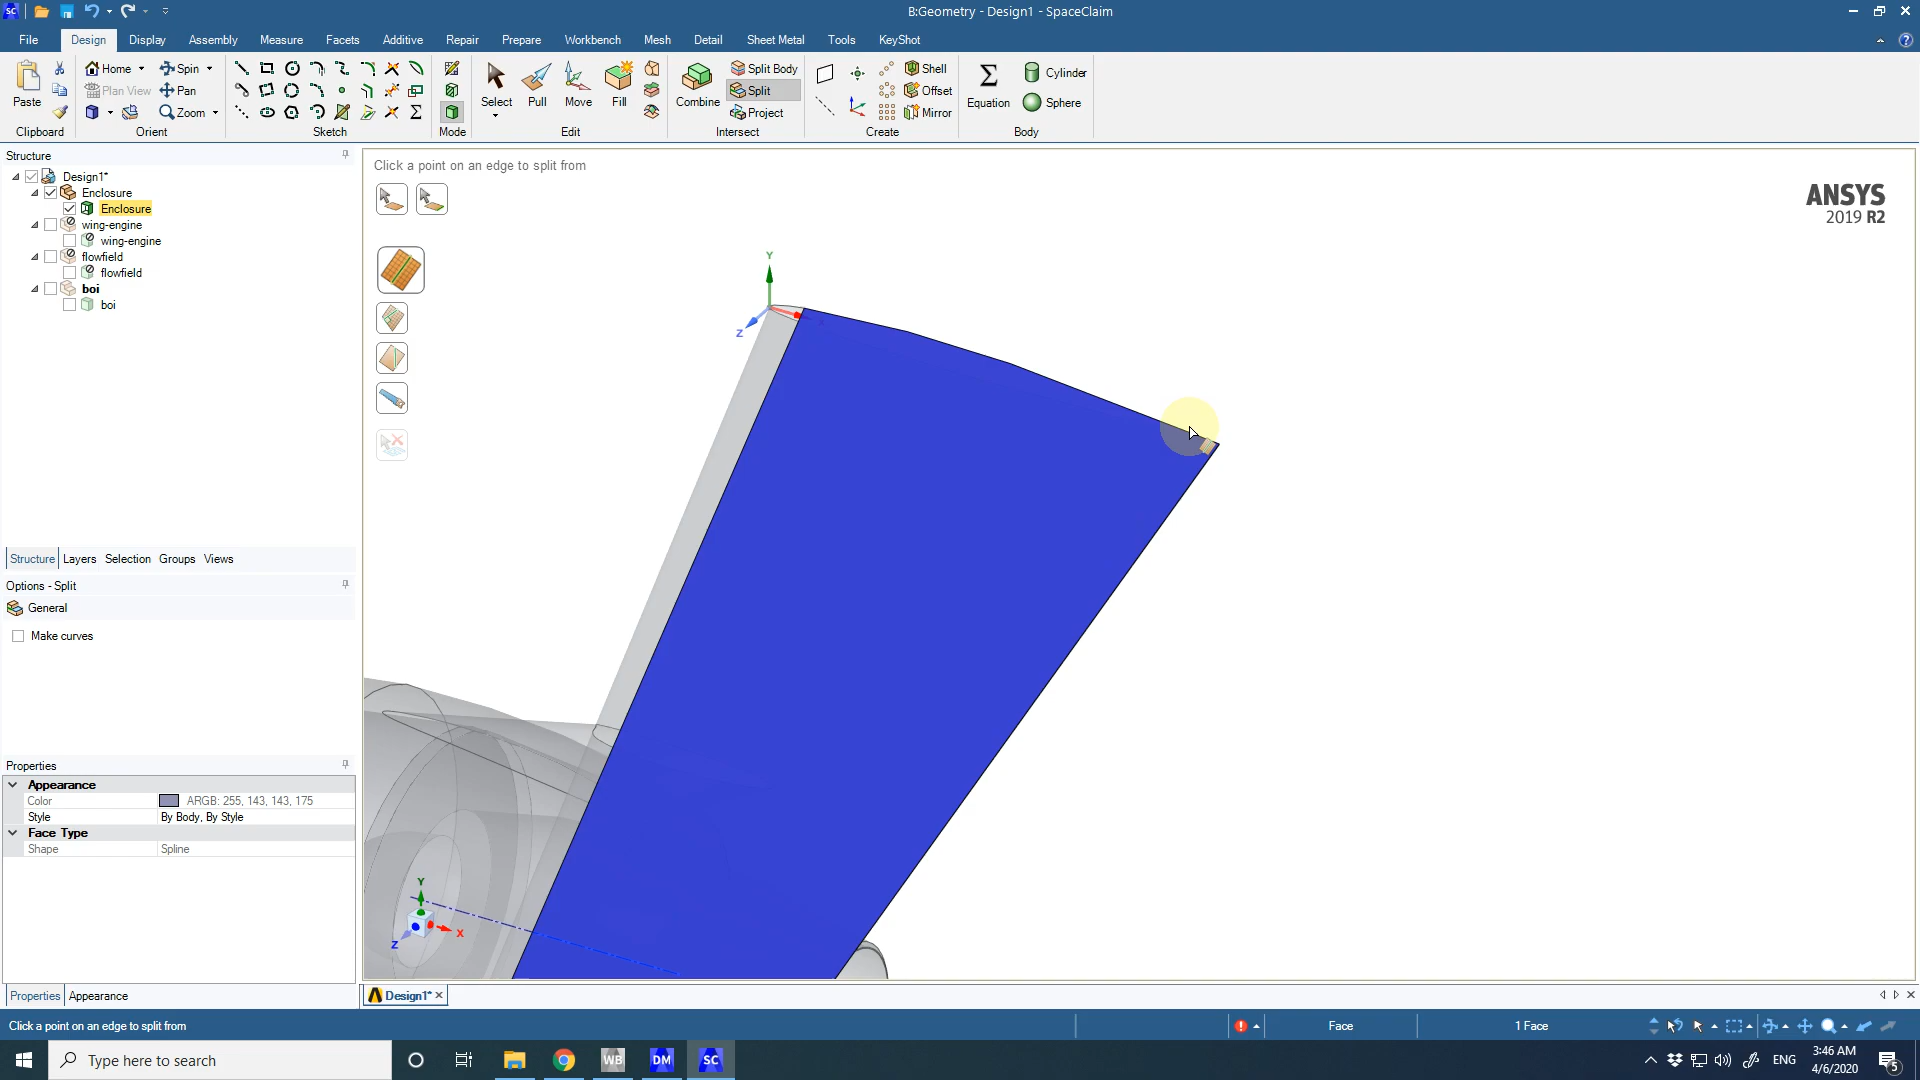 B:Geometry - Design1 - SpaceClaim
File Design Display Assembly Measure Facets Additive Repair Prepare Workbench Mesh Detail Sheet Metal Tools KeyShot
Paste
Clipboard
Home
Plan View
Spin
Pan
Zoom
Orient
Sketch
Mode
Select
Pull
Move
Fill
Edit
Combine
Split Body
Split
Project
Intersect
Shell
Offset
Mirror
Create
Equation
Cylinder
Sphere
Body
Structure
Design1*
Enclosure
Enclosure
wing-engine
wing-engine
flowfield
flowfield
boi
boi
Structure Layers Selection Groups Views
Options - Split
General
Make curves
Properties
Appearance
Color ARGB: 255, 143, 143, 175
Style By Body, By Style
Face Type
Shape Spline
Properties Appearance
Click a point on an edge to split from
ANSYS
2019 R2
Y
Z
Y
X
Z
Design1*
Click a point on an edge to split from
Face
1 Face
Type here to search
WB
DM
SC
ENG
3:46 AM
4/6/2020
5